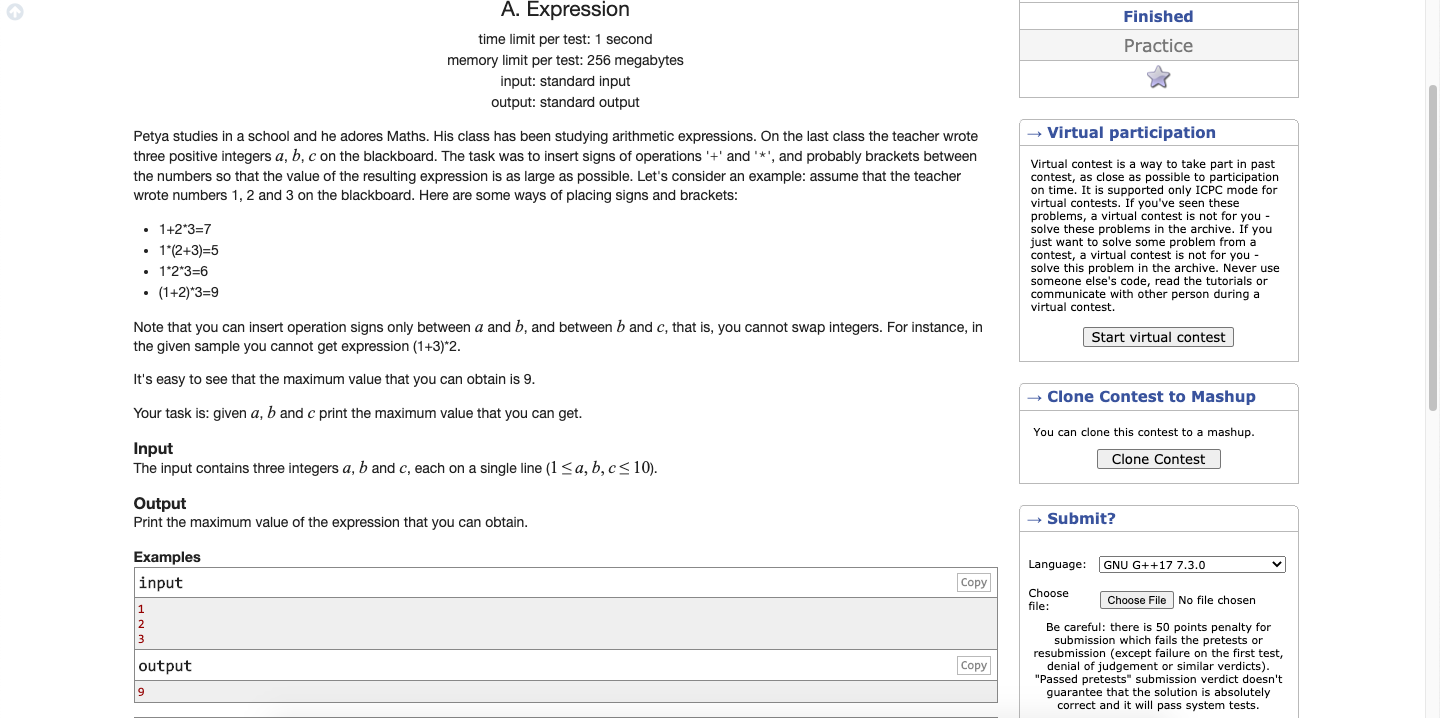 A. Expression
time limit per test: 1 second
memory limit per test: 256 megabytes
input: standard input
output: standard output
Petya studies in a school and he adores Maths. His class has been studying arithmetic expressions. On the last class the teacher wrote
three positive integers a, b, c on the blackboard. The task was to insert signs of operations '+' and '*', and probably brackets between
the numbers so that the value of the resulting expression is as large as possible. Let's consider an example: assume that the teacher
wrote numbers 1, 2 and 3 on the blackboard. Here are some ways of placing signs and brackets:
• 1+2*3=7
• 1*(2+3)=5
• 1*2*3=6
• (1+2)*3=9
Note that you can insert operation signs only between a and b, and between b and c, that is, you cannot swap integers. For instance, in
the given sample you cannot get expression (1+3)*2.
It's easy to see that the maximum value that you can obtain is 9.
Your task is: given a, b and c print the maximum value that you can get.
Input
The input contains three integers a, b and c, each on a single line (1 ≤ a, b, c ≤ 10).
Output
Print the maximum value of the expression that you can obtain.
Examples
input
Copy
1
2
3
output
Copy
9
Finished
Practice
→ Virtual participation
Virtual contest is a way to take part in past
contest, as close as possible to participation
on time. It is supported only ICPC mode for
virtual contests. If you've seen these
problems, a virtual contest is not for you -
solve these problems in the archive. If you
just want to solve some problem from a
contest, a virtual contest is not for you -
solve this problem in the archive. Never use
someone else's code, read the tutorials or
communicate with other person during a
virtual contest.
Start virtual contest
→ Clone Contest to Mashup
You can clone this contest to a mashup.
Clone Contest
→ Submit?
Language: GNU G++17 7.3.0
Choose
file:
Choose File No file chosen
Be careful: there is 50 points penalty for
submission which fails the pretests or
resubmission (except failure on the first test,
denial of judgement or similar verdicts).
"Passed pretests" submission verdict doesn't
guarantee that the solution is absolutely
correct and it will pass system tests.